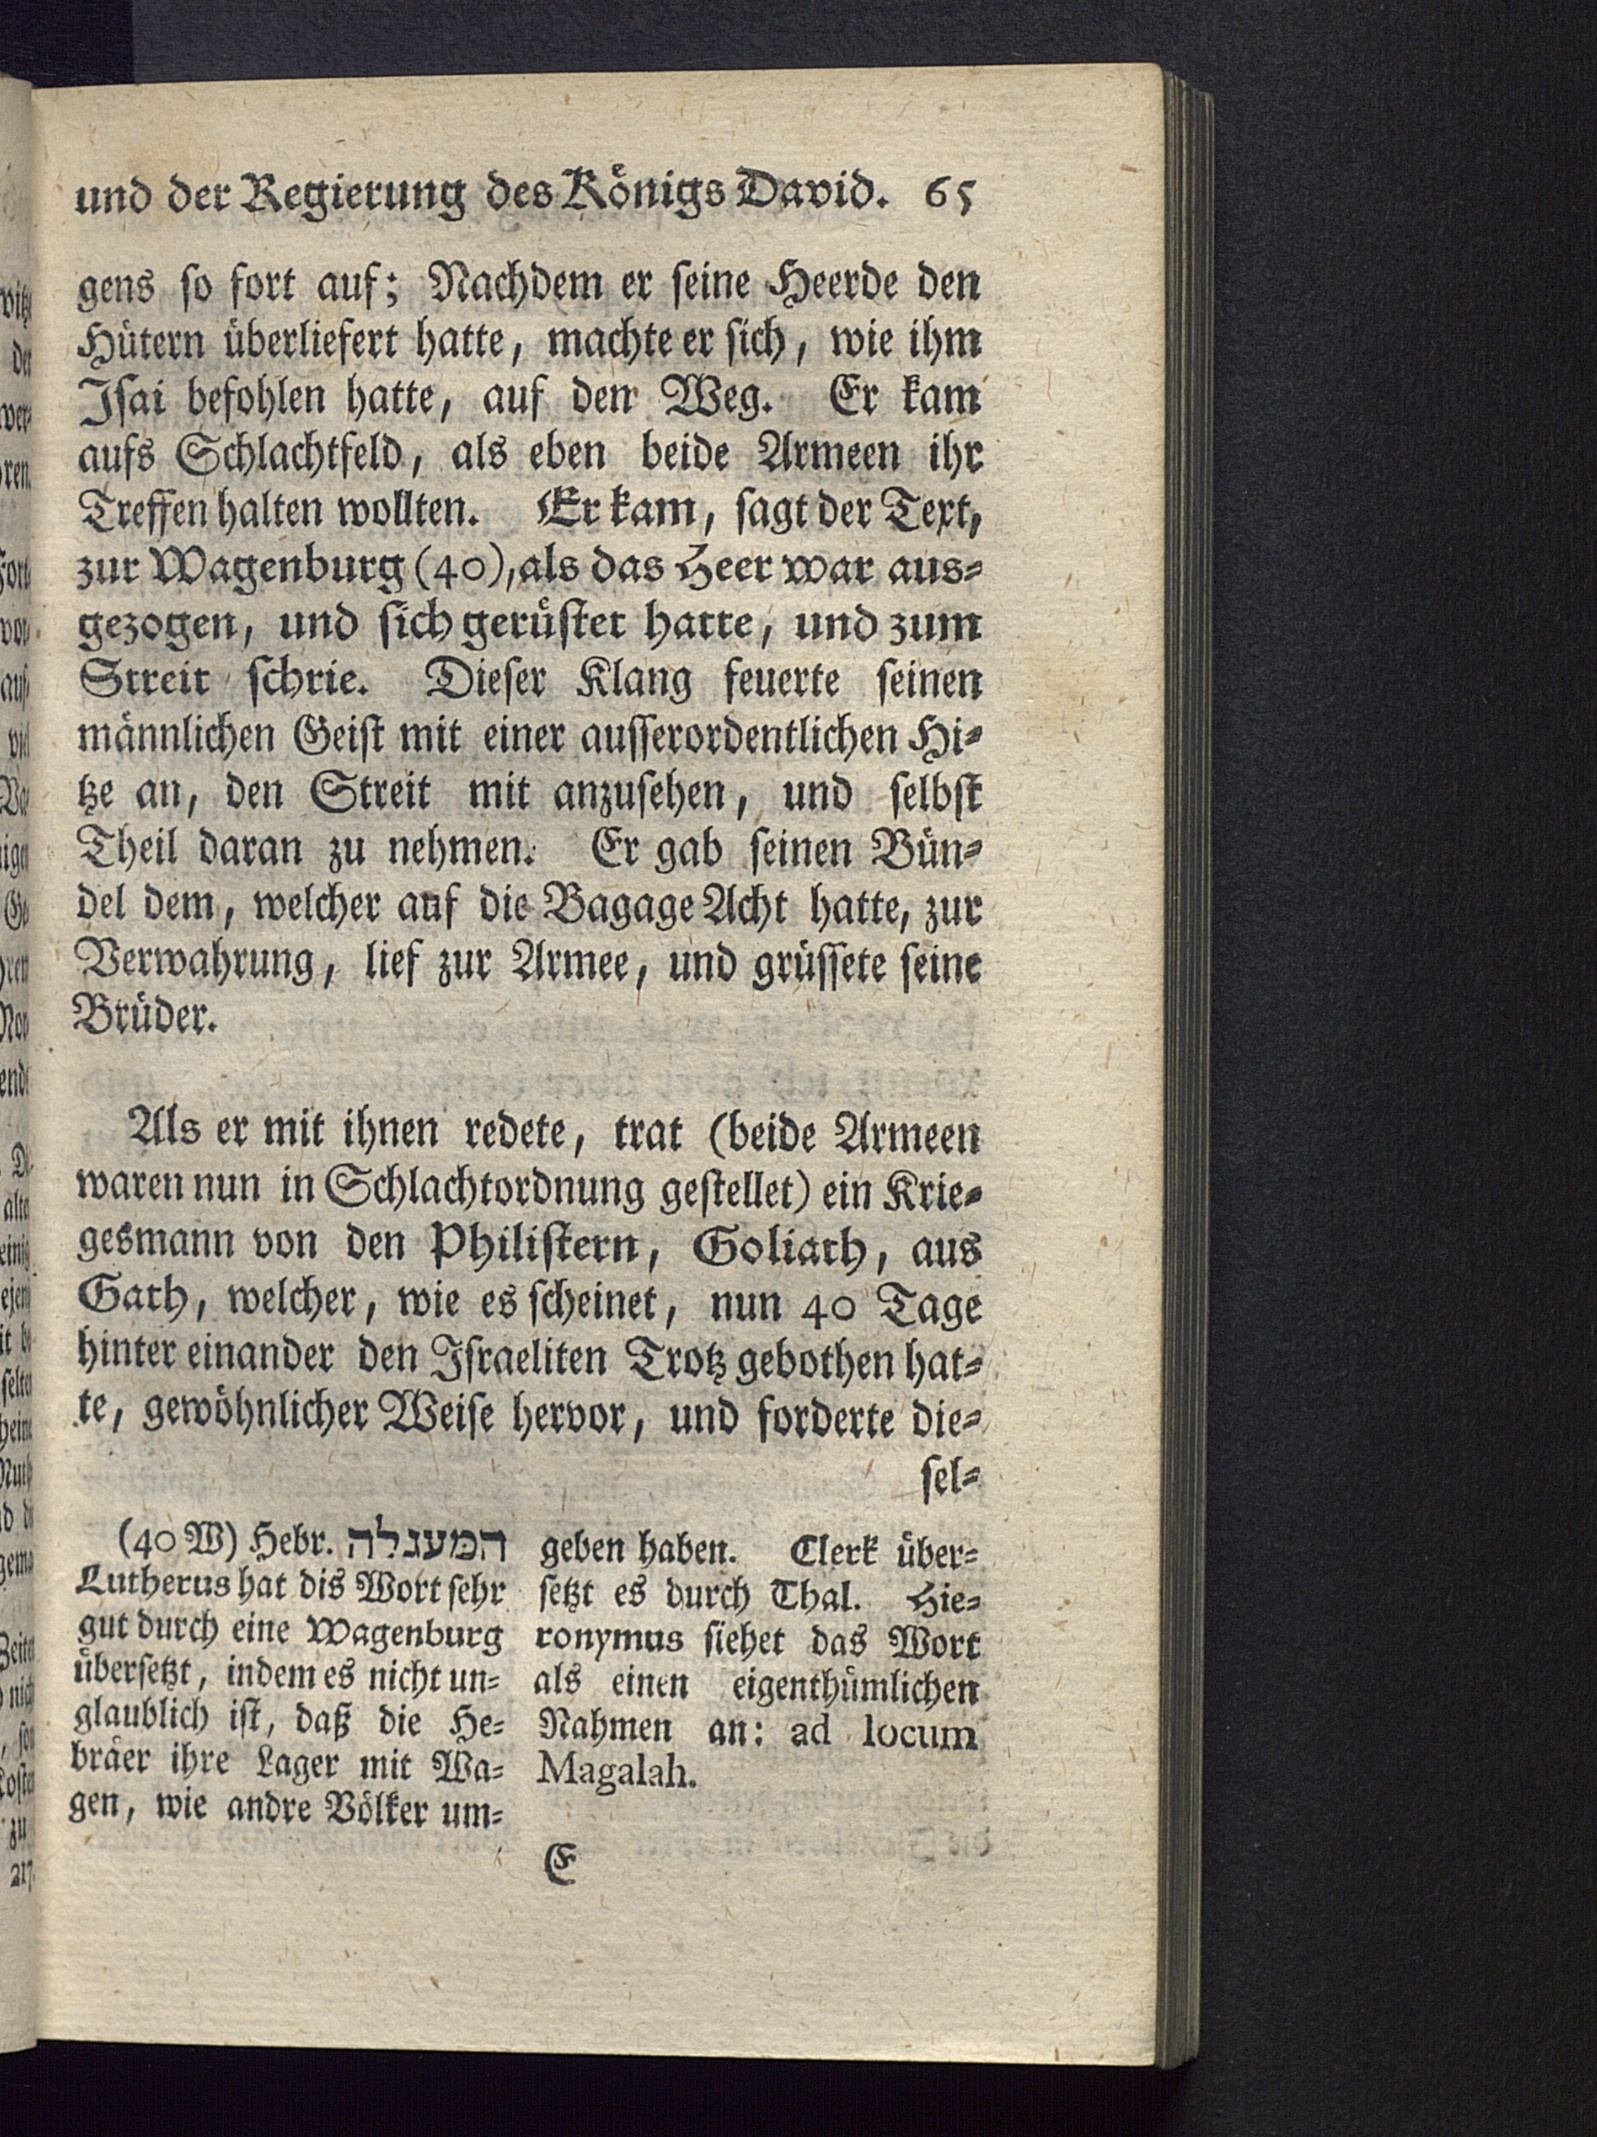 und der Regierung des Königs David. 65
gens so fort auf; Nachdem er seine Heerde den
Hütern überliefert hatte, machte er sich, wie ihm
Isai befohlen hatte, auf den Weg. Er kam
aufs Schlachtfeld, als eben beide Armeen ihr
Treffen halten wollten. Er kam, sagt der Text,
zur Wagenburg (40), als das Heer war aus-
gezogen, und sich gerüstet hatte, und zum
Streit schrie. Dieser Klang feuerte seinen
männlichen Geist mit einer ausserordentlichen Hi-
tze an, den Streit mit anzusehen, und selbst
Theil daran zu nehmen. Er gab seinen Bün-
del dem, welcher auf die Bagage Acht hatte, zur
Verwahrung, lief zur Armee, und grüssete seine
Brüder.
Als er mit ihnen redete, trat (beide Armeen
waren nun in Schlachtordnung gestellet) ein Krie-
gesmann von den Philistern, Goliath, aus
Gath, welcher, wie es scheinet, nun 40 Tage
hinter einander den Israeliten Trotz gebothen hat-
te, gewöhnlicher Weise hervor, und forderte die-
sel-
(40 W) Hebr. המעגלה
Lutherus hat dis Wort sehr
gut durch eine Wagenburg
übersetzt, indem es nicht un-
glaublich ist, daß die He-
bräer ihre Lager mit Wa-
gen, wie andre Völker um-
geben haben. Clerk über-
setzt es durch Thal. Hie-
ronymus siehet das Wort
als einen eigenthümlichen
Nahmen an: ad locum
Magalah.
E